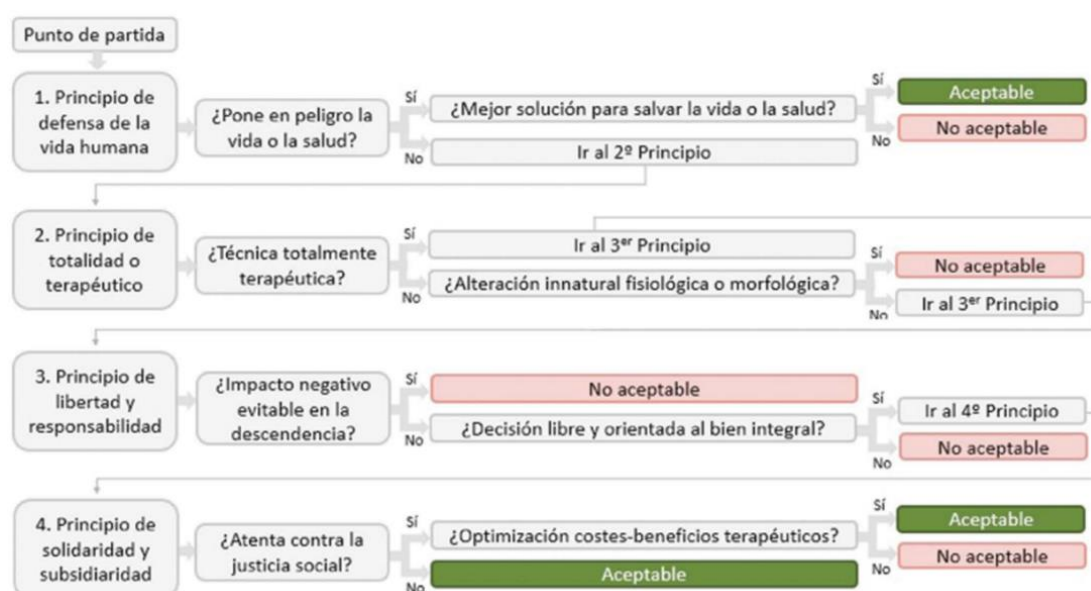 Punto de partida
1. Principio de
defensa de la
vida humana
¿Pone en peligro la
vida o la salud?
Sí
¿Mejor solución para salvar la vida o la salud?
Sí
Aceptable
No
No aceptable
No
Ir al 2º Principio
2. Principio de
totalidad o
terapéutico
¿Técnica totalmente
terapéutica?
Sí
Ir al 3er Principio
No
¿Alteración innatural fisiológica o morfológica?
Sí
No aceptable
No
Ir al 3er Principio
3. Principio de
libertad y
responsabilidad
¿Impacto negativo
evitable en la
descendencia?
Sí
No aceptable
No
¿Decisión libre y orientada al bien integral?
Sí
Ir al 4º Principio
No
No aceptable
4. Principio de
solidaridad y
subsidiaridad
¿Atenta contra la
justicia social?
Sí
¿Optimización costes-beneficios terapéuticos?
Sí
Aceptable
No
No aceptable
No
Aceptable